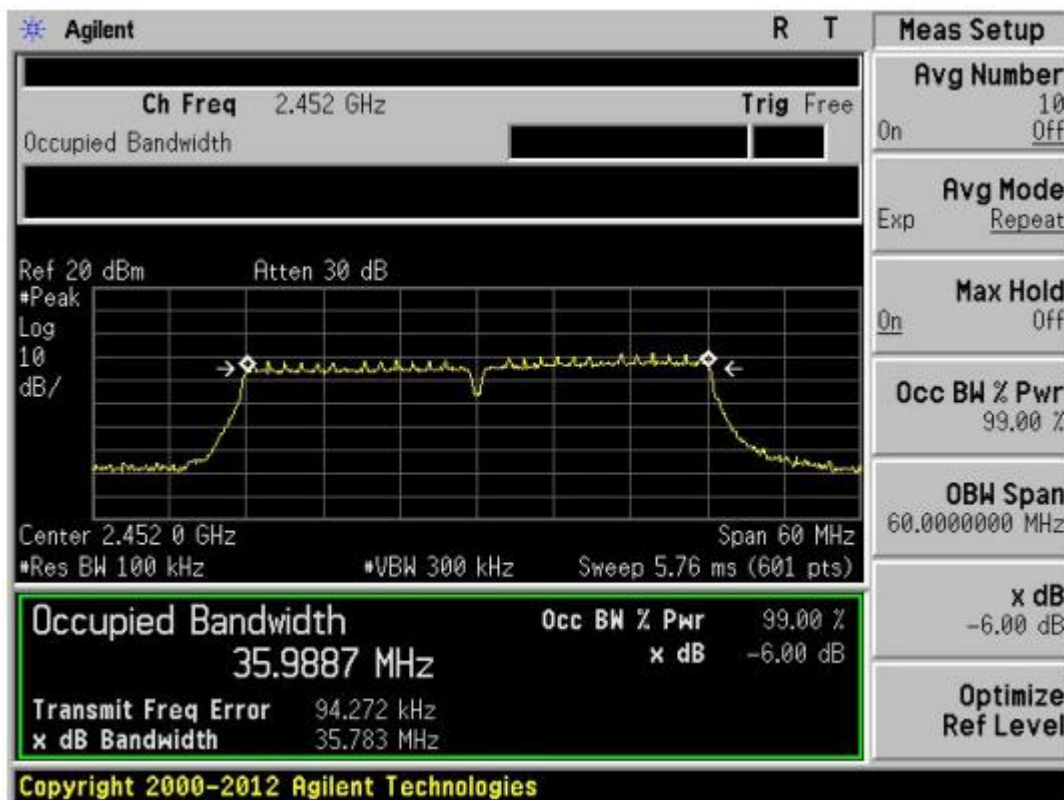 Agilent R T
Ch Freq 2.452 GHz Trig Free
Occupied Bandwidth
Ref 20 dBm Atten 30 dB
#Peak
Log
10
dB/
Center 2.452 0 GHz Span 60 MHz
#Res BW 100 kHz #VBW 300 kHz Sweep 5.76 ms (601 pts)
Occupied Bandwidth Occ BW % Pwr 99.00 %
35.9887 MHz x dB -6.00 dB
Transmit Freq Error 94.272 kHz
x dB Bandwidth 35.783 MHz
Copyright 2000-2012 Agilent Technologies
Meas Setup
Avg Number
10
On Off
Avg Mode
Exp Repeat
Max Hold
On Off
Occ BW % Pwr
99.00 %
OBW Span
60.0000000 MHz
x dB
-6.00 dB
Optimize
Ref Level